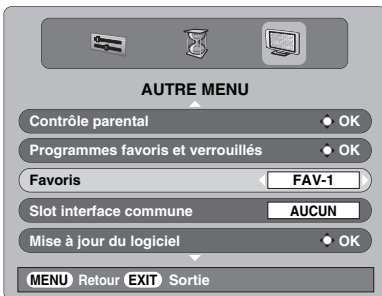 AUTRE MENU
Contrôle parental OK
Programmes favoris et verrouillés OK
Favoris FAV-1
Slot interface commune AUCUN
Mise à jour du logiciel OK
MENU Retour EXIT Sortie